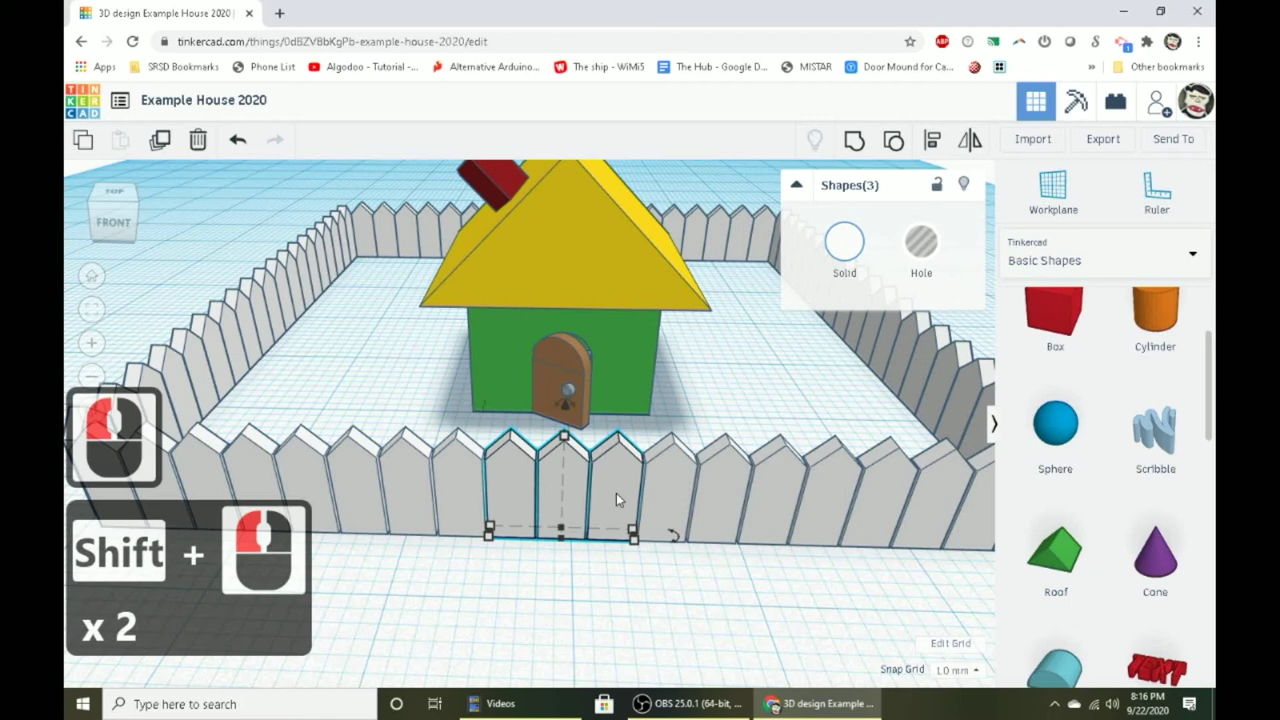 3D design Example House 2020 |
tinkercad.com/things/0dBZVBbKgPb-example-house-2020/edit
ABP
Apps
SRSD Bookmarks
Phone List
Algodoo - Tutorial -...
Alternative Arduino...
The ship - WiMi5
The Hub - Google D...
MISTAR
Door Mound for Ca...
Other bookmarks
TIN
KER
CAD
Example House 2020
Import
Export
Send To
TOP
FRONT
Shapes(3)
Solid
Hole
Workplane
Ruler
Tinkercad
Basic Shapes
Box
Cylinder
Sphere
Scribble
Roof
Cone
TEXT
Shift +
x 2
Edit Grid
Snap Grid 1.0 mm
Type here to search
Videos
OBS 25.0.1 (64-bit, ...
3D design Example ...
8:16 PM
9/22/2020